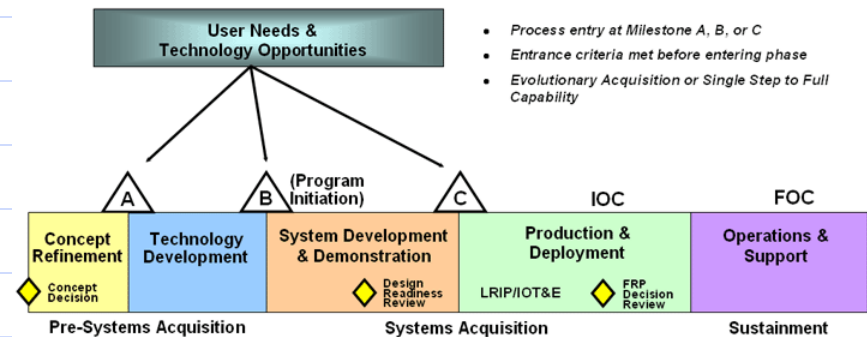 User Needs &
Technology Opportunities
• Process entry at Milestone A, B, or C
• Entrance criteria met before entering phase
• Evolutionary Acquisition or Single Step to Full
Capability
A
B
(Program
Initiation)
C
IOC
FOC
Concept
Refinement
Technology
Development
System Development
& Demonstration
Production &
Deployment
Operations &
Support
Concept
Decision
Design
Readiness
Review
LRIP/IOT&E
FRP
Decision
Review
Pre-Systems Acquisition
Systems Acquisition
Sustainment